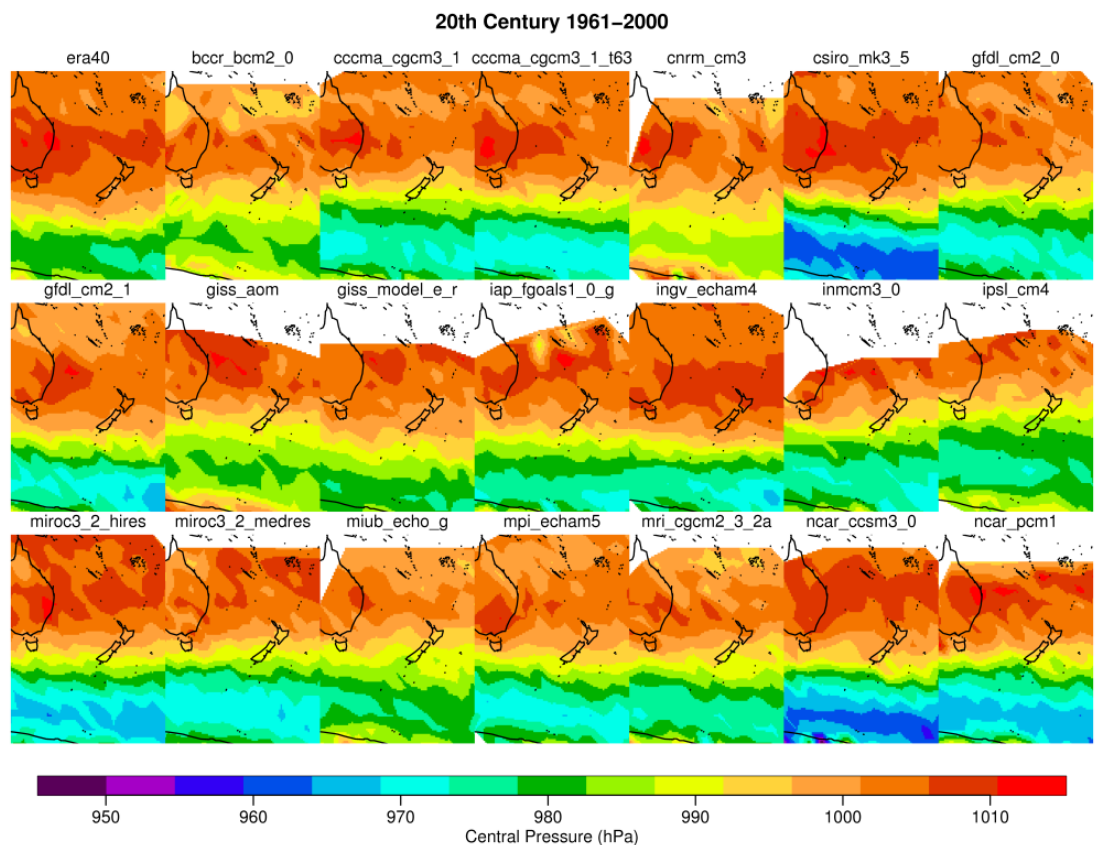 20th Century 1961−2000
era40 bccr_bcm2_0 cccma_cgcm3_1 cccma_cgcm3_1_t63 cnrm_cm3 csiro_mk3_5 gfdl_cm2_0
gfdl_cm2_1 giss_aom giss_model_e_r iap_fgoals1_0_g ingv_echam4 inmcm3_0 ipsl_cm4
miroc3_2_hires miroc3_2_medres miub_echo_g mpi_echam5 mri_cgcm2_3_2a ncar_ccsm3_0 ncar_pcm1
950 960 970 980 990 1000 1010
Central Pressure (hPa)